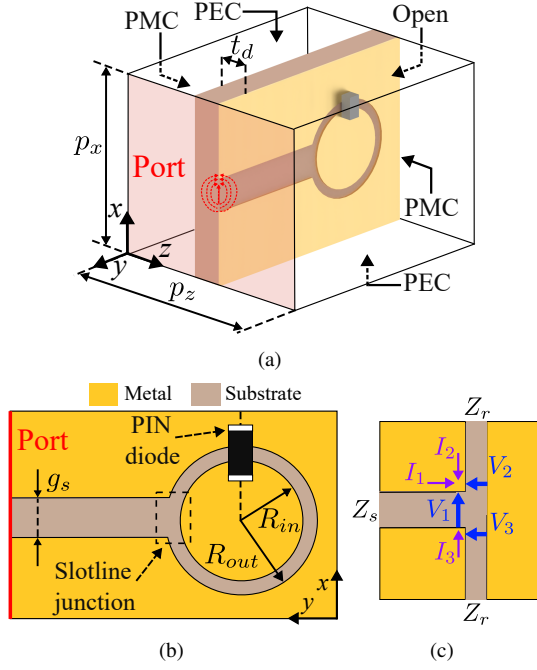 PMC
PEC
Open
t_d
p_x
Port
PMC
x
z
y
p_z
PEC
(a)
Metal Substrate
Port
PIN
diode
g_s
R_in
R_out
Slotline
junction
x
y
(b)
Z_r
I_2
I_1
V_2
Z_s
V_1
V_3
I_3
Z_r
(c)